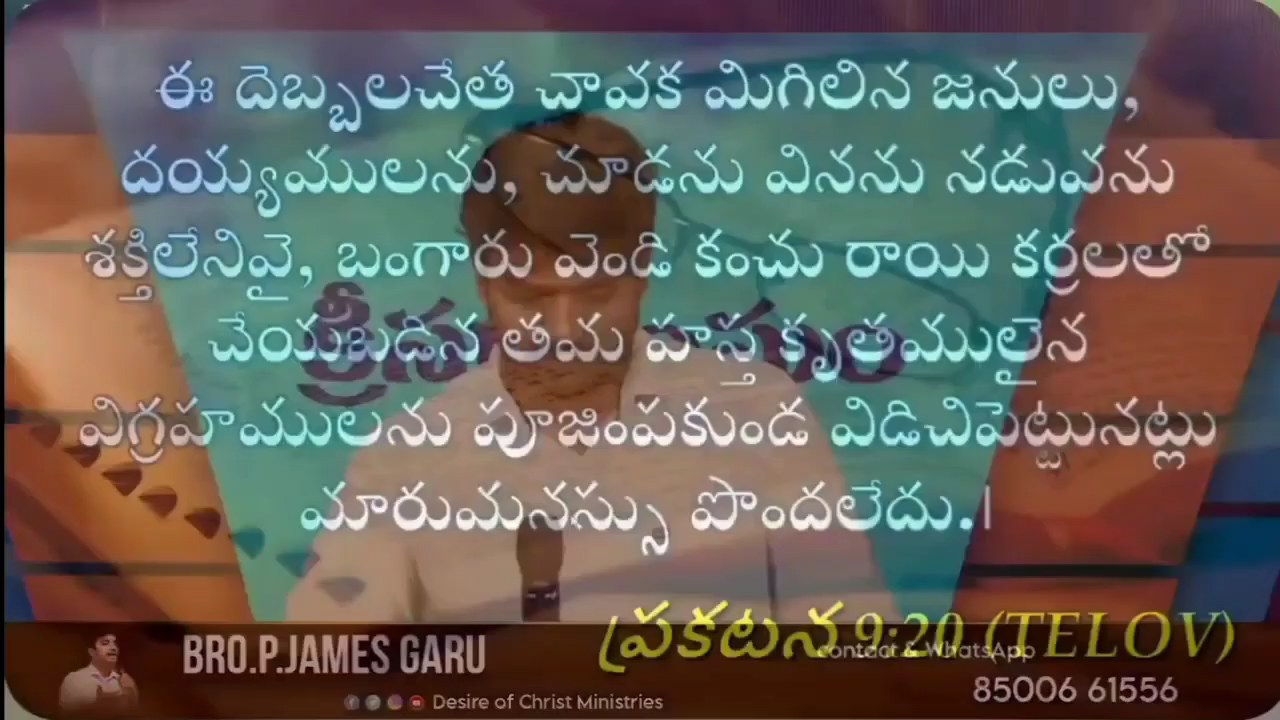 ఈ దెబ్బలచేత చావక మిగిలిన జనులు,
దయ్యములను, చూడను వినను నడువను
శక్తిలేనివై, బంగారు వెండి కంచు రాయి కర్రలతో
చేయబడిన తమ హస్తకృతములైన
విగ్రహములను పూజింపకుండ విడిచిపెట్టునట్లు
మారుమనస్సు పొందలేదు.
ప్రకటన 9:20 (TELOV)
BRO.P.JAMES GARU
contact & WhatsApp
85006 61556
Desire of Christ Ministries